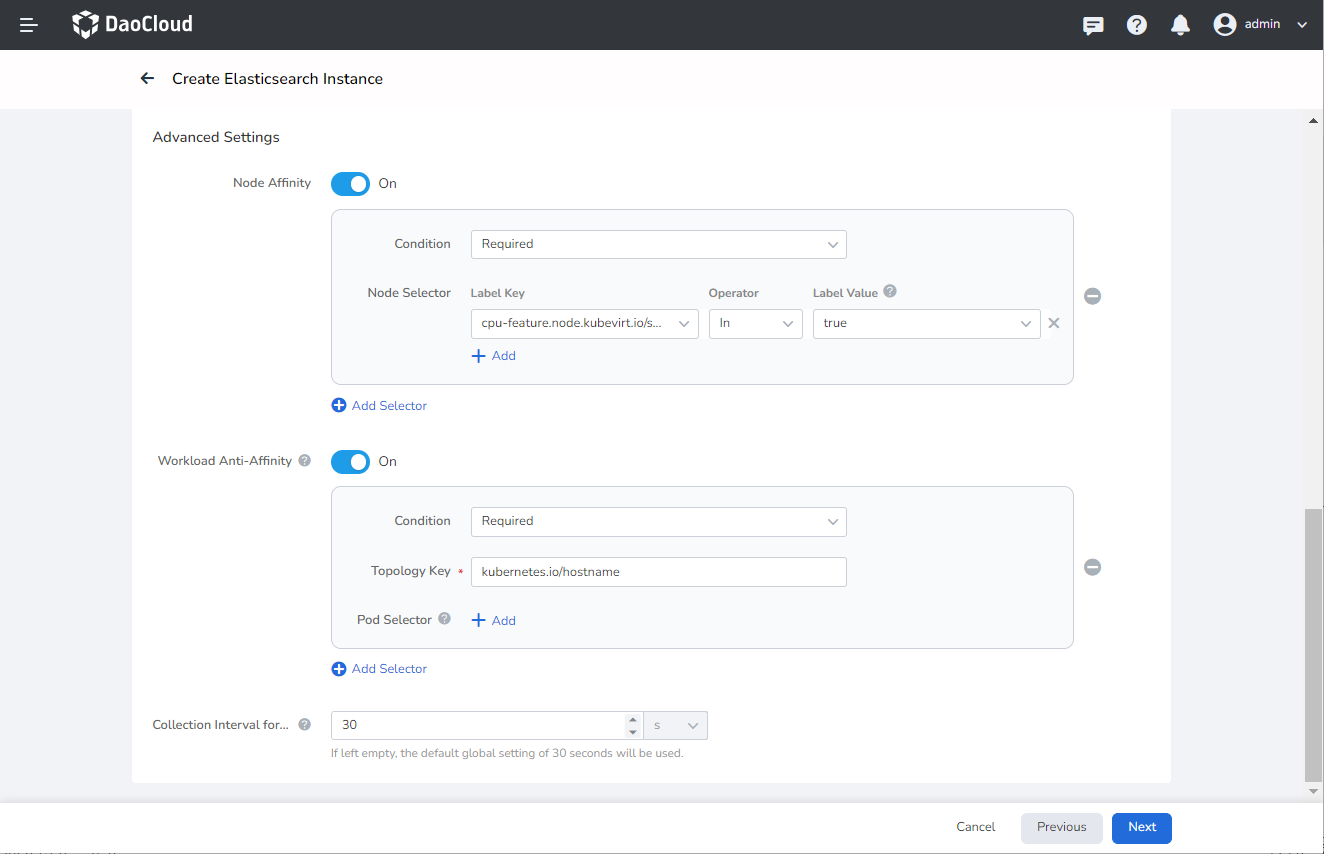 DaoCloud
admin
Create Elasticsearch Instance
Advanced Settings
Node Affinity On
Condition Required
Node Selector Label Key Operator Label Value
cpu-feature.node.kubevirt.io/s... In true
Add
Add Selector
Workload Anti-Affinity On
Condition Required
Topology Key * kubernetes.io/hostname
Pod Selector Add
Add Selector
Collection Interval for... 30 s
If left empty, the default global setting of 30 seconds will be used.
Cancel Previous Next